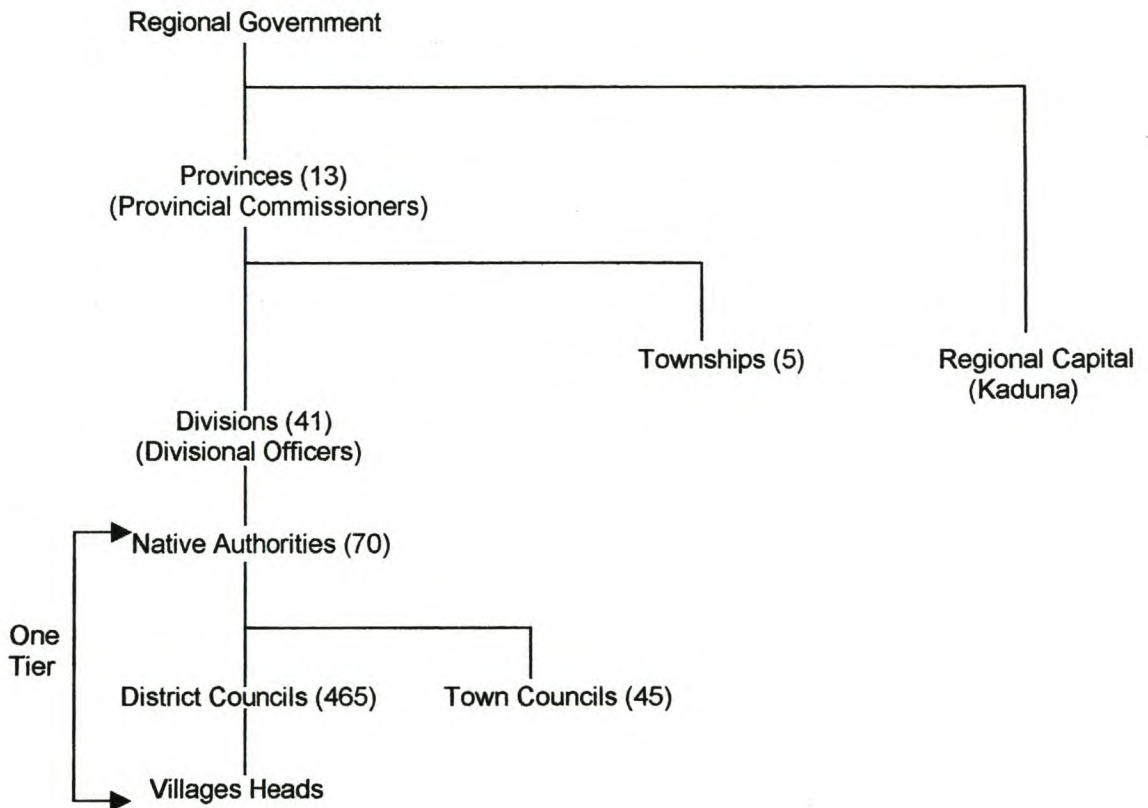 Regional Government
Provinces (13)
(Provincial Commissioners)
Townships (5)
Regional Capital
(Kaduna)
Divisions (41)
(Divisional Officers)
Native Authorities (70)
One
Tier
District Councils (465)
Town Councils (45)
Villages Heads